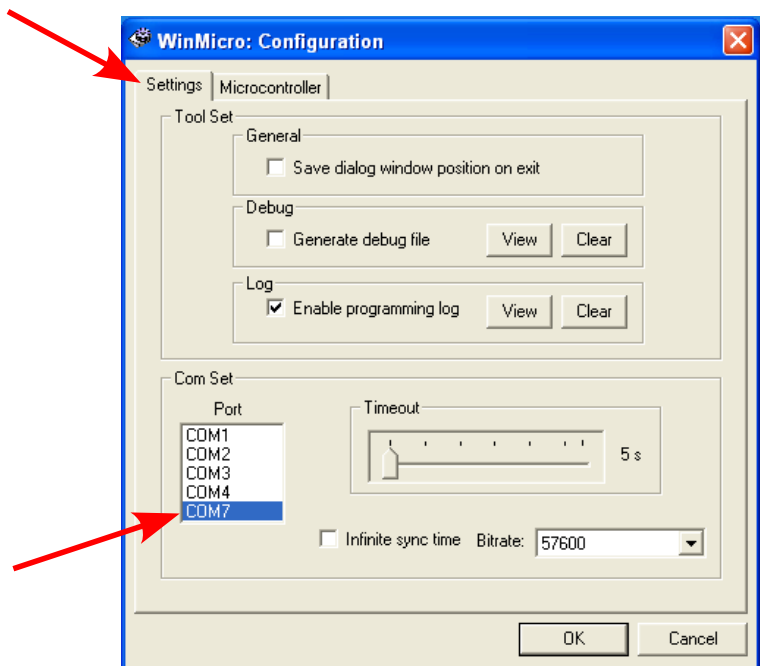 WinMicro: Configuration
Settings Microcontroller
Tool Set
General
Save dialog window position on exit
Debug
Generate debug file View Clear
Log
Enable programming log View Clear
Com Set
Port
Timeout
COM1
COM2
COM3
COM4
COM7
5 s
Infinite sync time Bitrate: 57600
OK Cancel